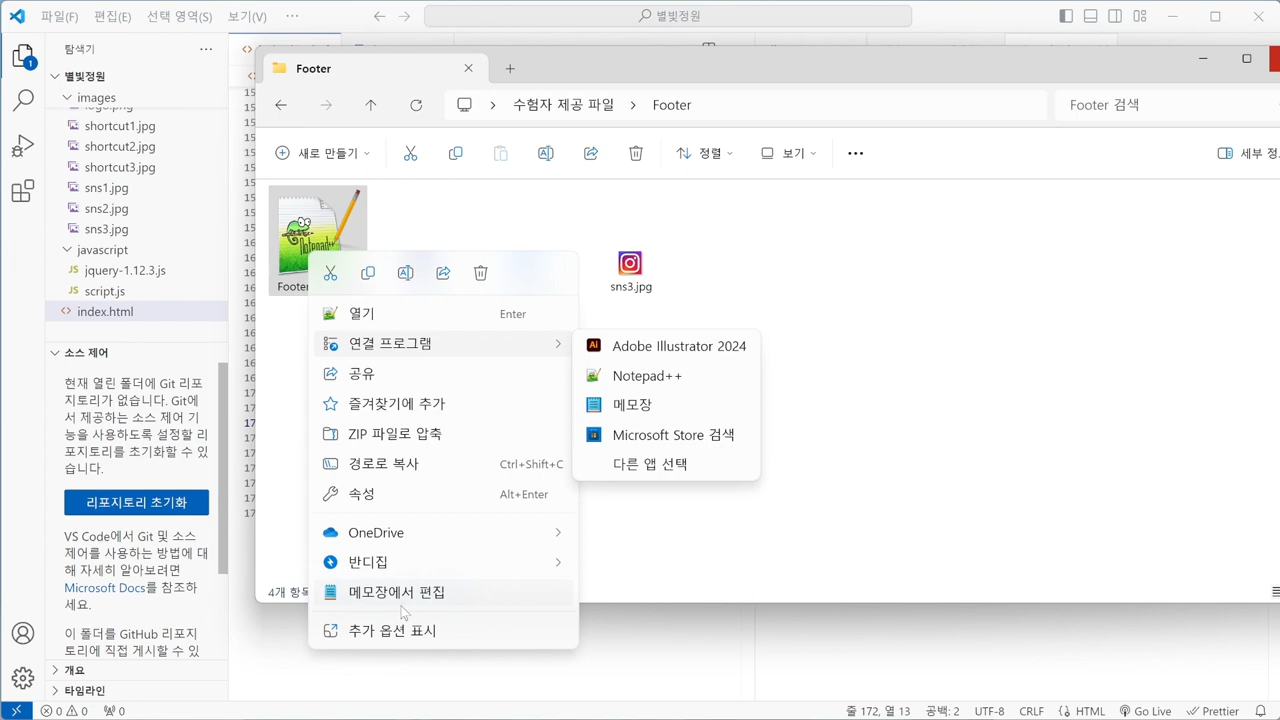 파일(F) 편집(E) 선택 영역(S) 보기(V) ···
별빛정원
탐색기
별빛정원
images
shortcut1.jpg
shortcut2.jpg
shortcut3.jpg
sns1.jpg
sns2.jpg
sns3.jpg
javascript
JS jquery-1.12.3.js
JS script.js
index.html
소스 제어
현재 열린 폴더에 Git 리포
지토리가 없습니다. Git에
서 제공하는 소스 제어 기
능을 사용하도록 설정할 리
포지토리를 초기화할 수 있
습니다.
리포지토리 초기화
VS Code에서 Git 및 소스
제어를 사용하는 방법에 대
해 자세히 알아보려면
Microsoft Docs를 참조하
세요.
이 폴더를 GitHub 리포지
토리에 직접 게시할 수 있
개요
타임라인
Footer
수험자 제공 파일 > Footer
Footer 검색
새로 만들기
정렬
보기
세부 정
Notepad++
Footer
sns3.jpg
열기 Enter
연결 프로그램
공유
즐겨찾기에 추가
ZIP 파일로 압축
경로로 복사 Ctrl+Shift+C
속성 Alt+Enter
OneDrive
반디집
메모장에서 편집
추가 옵션 표시
Ai Adobe Illustrator 2024
Notepad++
메모장
Microsoft Store 검색
다른 앱 선택
4개 항목
0 0 0
줄 172, 열 13 공백: 2 UTF-8 CRLF HTML Go Live Prettier